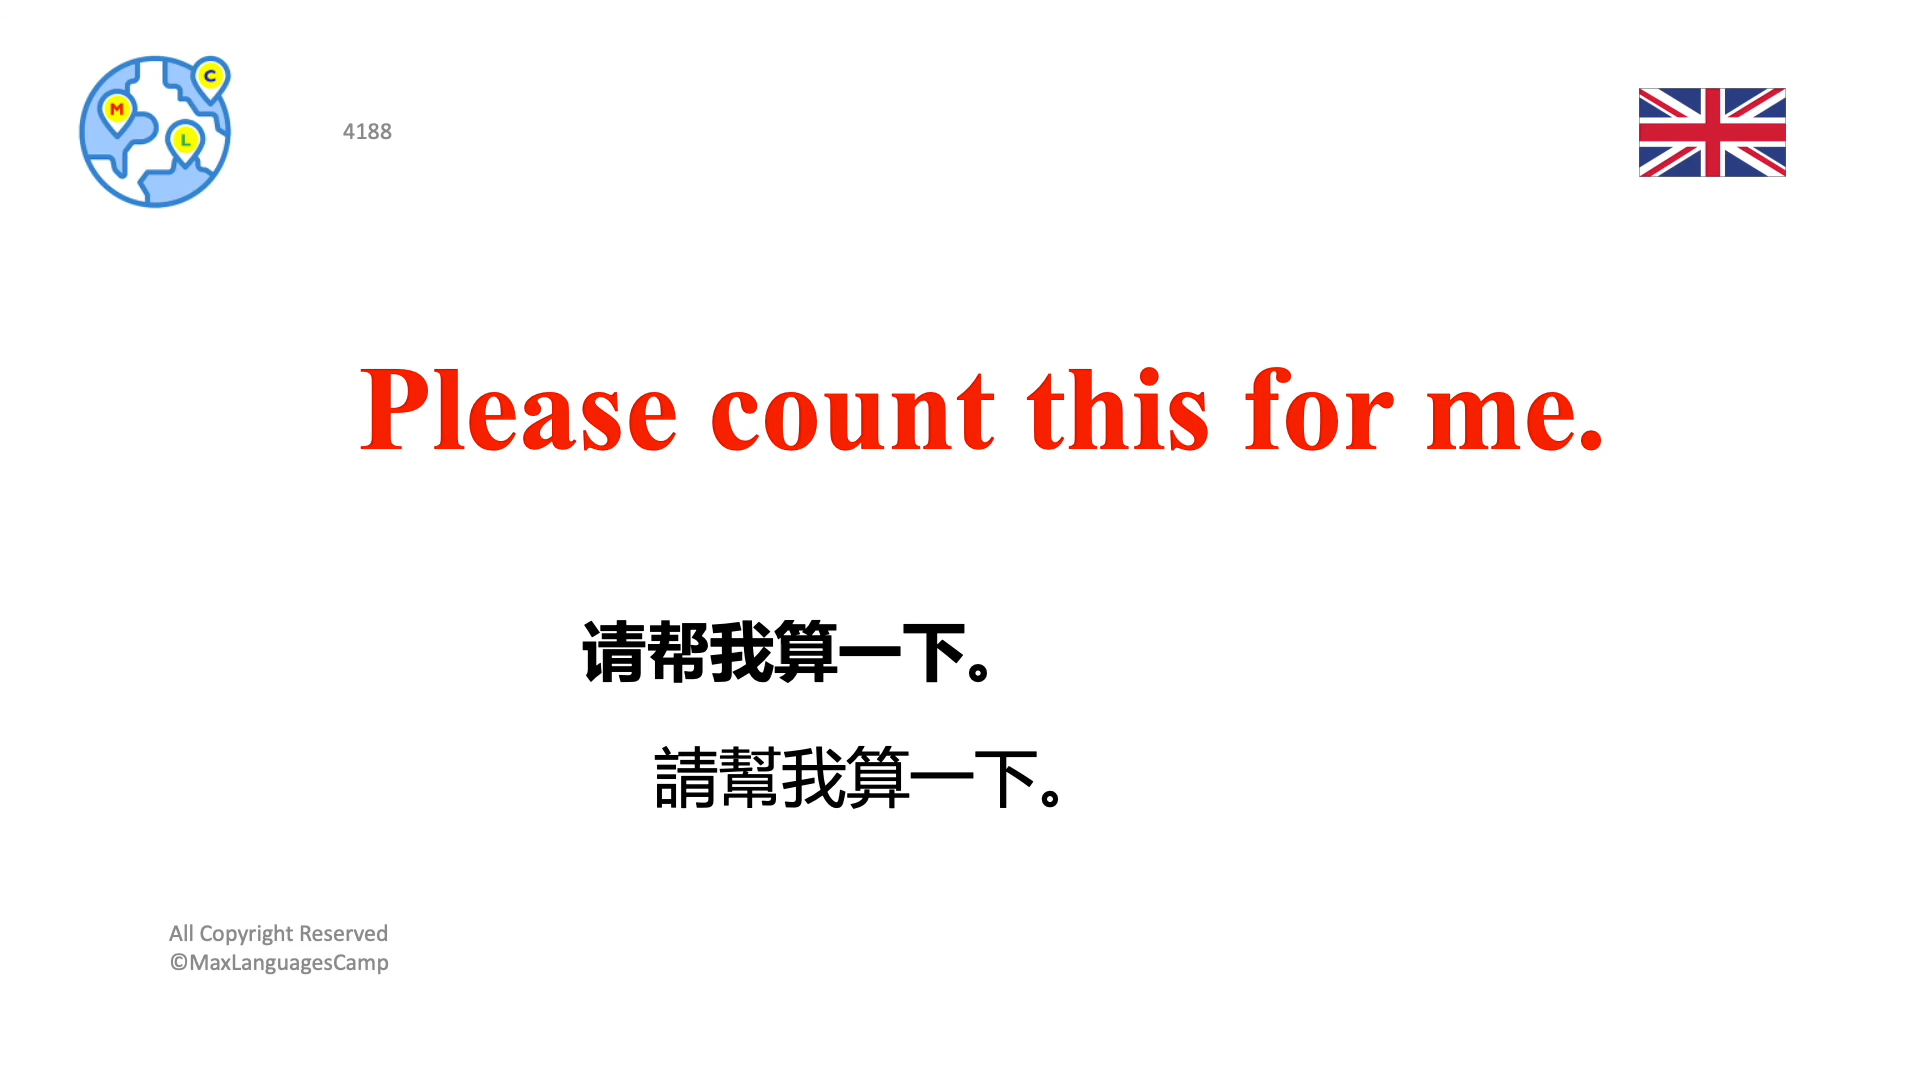 C
M
L
4188
Please count this for me.
请帮我算一下。
請幫我算一下。
All Copyright Reserved
©MaxLanguagesCamp